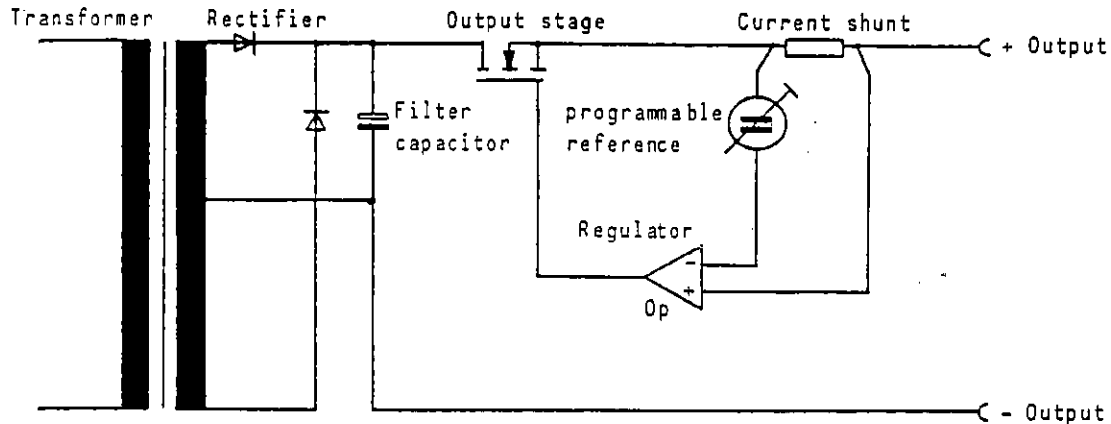 Transformer
Rectifier
Output stage
Current shunt
+ Output
Filter
capacitor
programmable
reference
Regulator
-
+
Op
- Output